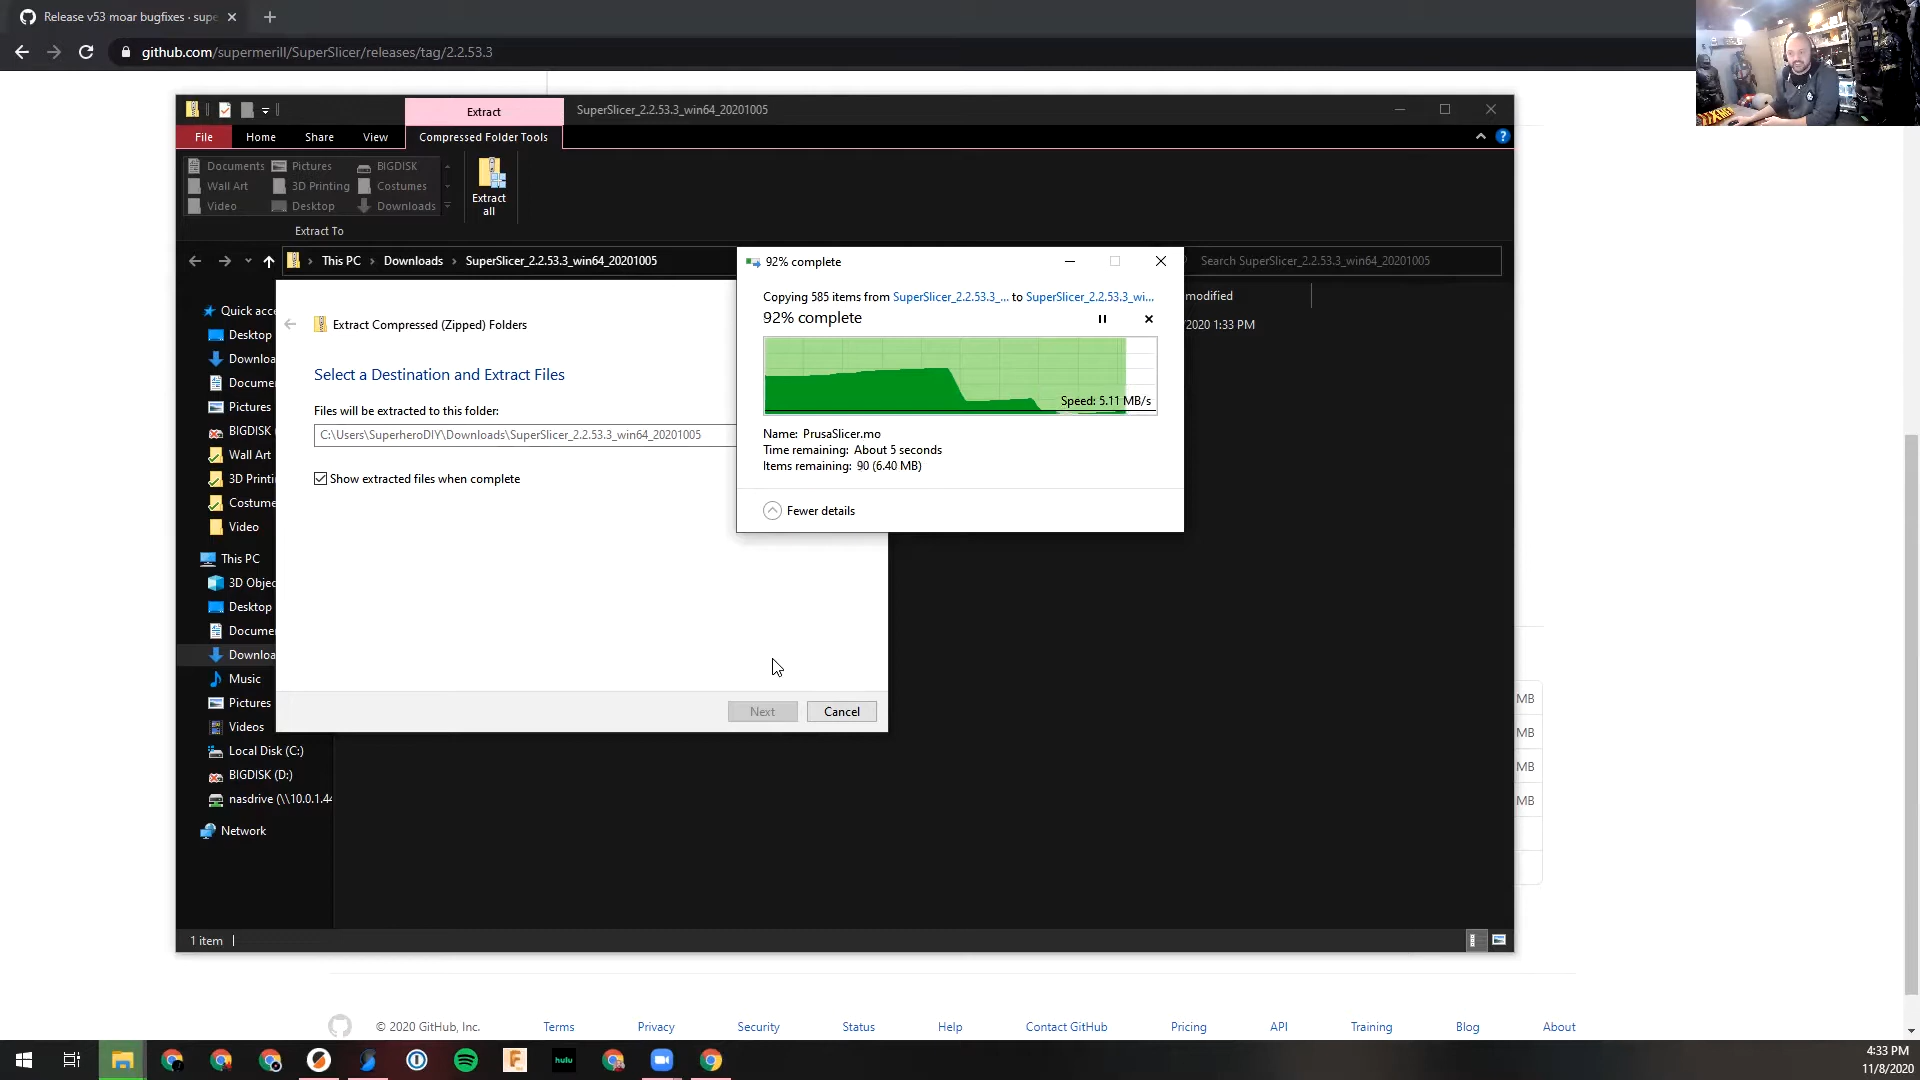 Release v53 moar bugfixes · supe
github.com/supermerill/SuperSlicer/releases/tag/2.2.53.3
Extract
SuperSlicer_2.2.53.3_win64_20201005
File
Home
Share
View
Compressed Folder Tools
Documents
Pictures
BIGDISK
Wall Art
3D Printing
Costumes
Video
Desktop
Downloads
Extract
all
Extract To
This PC
Downloads
SuperSlicer_2.2.53.3_win64_20201005
Search SuperSlicer_2.2.53.3_win64_20201005
92% complete
Copying 585 items from SuperSlicer_2.2.53.3_... to SuperSlicer_2.2.53.3_wi...
92% complete
Speed: 5.11 MB/s
Name: PrusaSlicer.mo
Time remaining: About 5 seconds
Items remaining: 90 (6.40 MB)
Fewer details
modified
/2020 1:33 PM
Extract Compressed (Zipped) Folders
Select a Destination and Extract Files
Files will be extracted to this folder:
C:\Users\SuperheroDIY\Downloads\SuperSlicer_2.2.53.3_win64_20201005
Show extracted files when complete
Next
Cancel
Quick acce
Desktop
Downloa
Docume
Pictures
BIGDISK
Wall Art
3D Printi
Costume
Video
This PC
3D Objec
Desktop
Docume
Downloa
Music
Pictures
Videos
Local Disk (C:)
BIGDISK (D:)
nasdrive (\\10.0.1.44
Network
1 item
MB
MB
MB
MB
© 2020 GitHub, Inc.
Terms
Privacy
Security
Status
Help
Contact GitHub
Pricing
API
Training
Blog
About
hulu
4:33 PM
11/8/2020